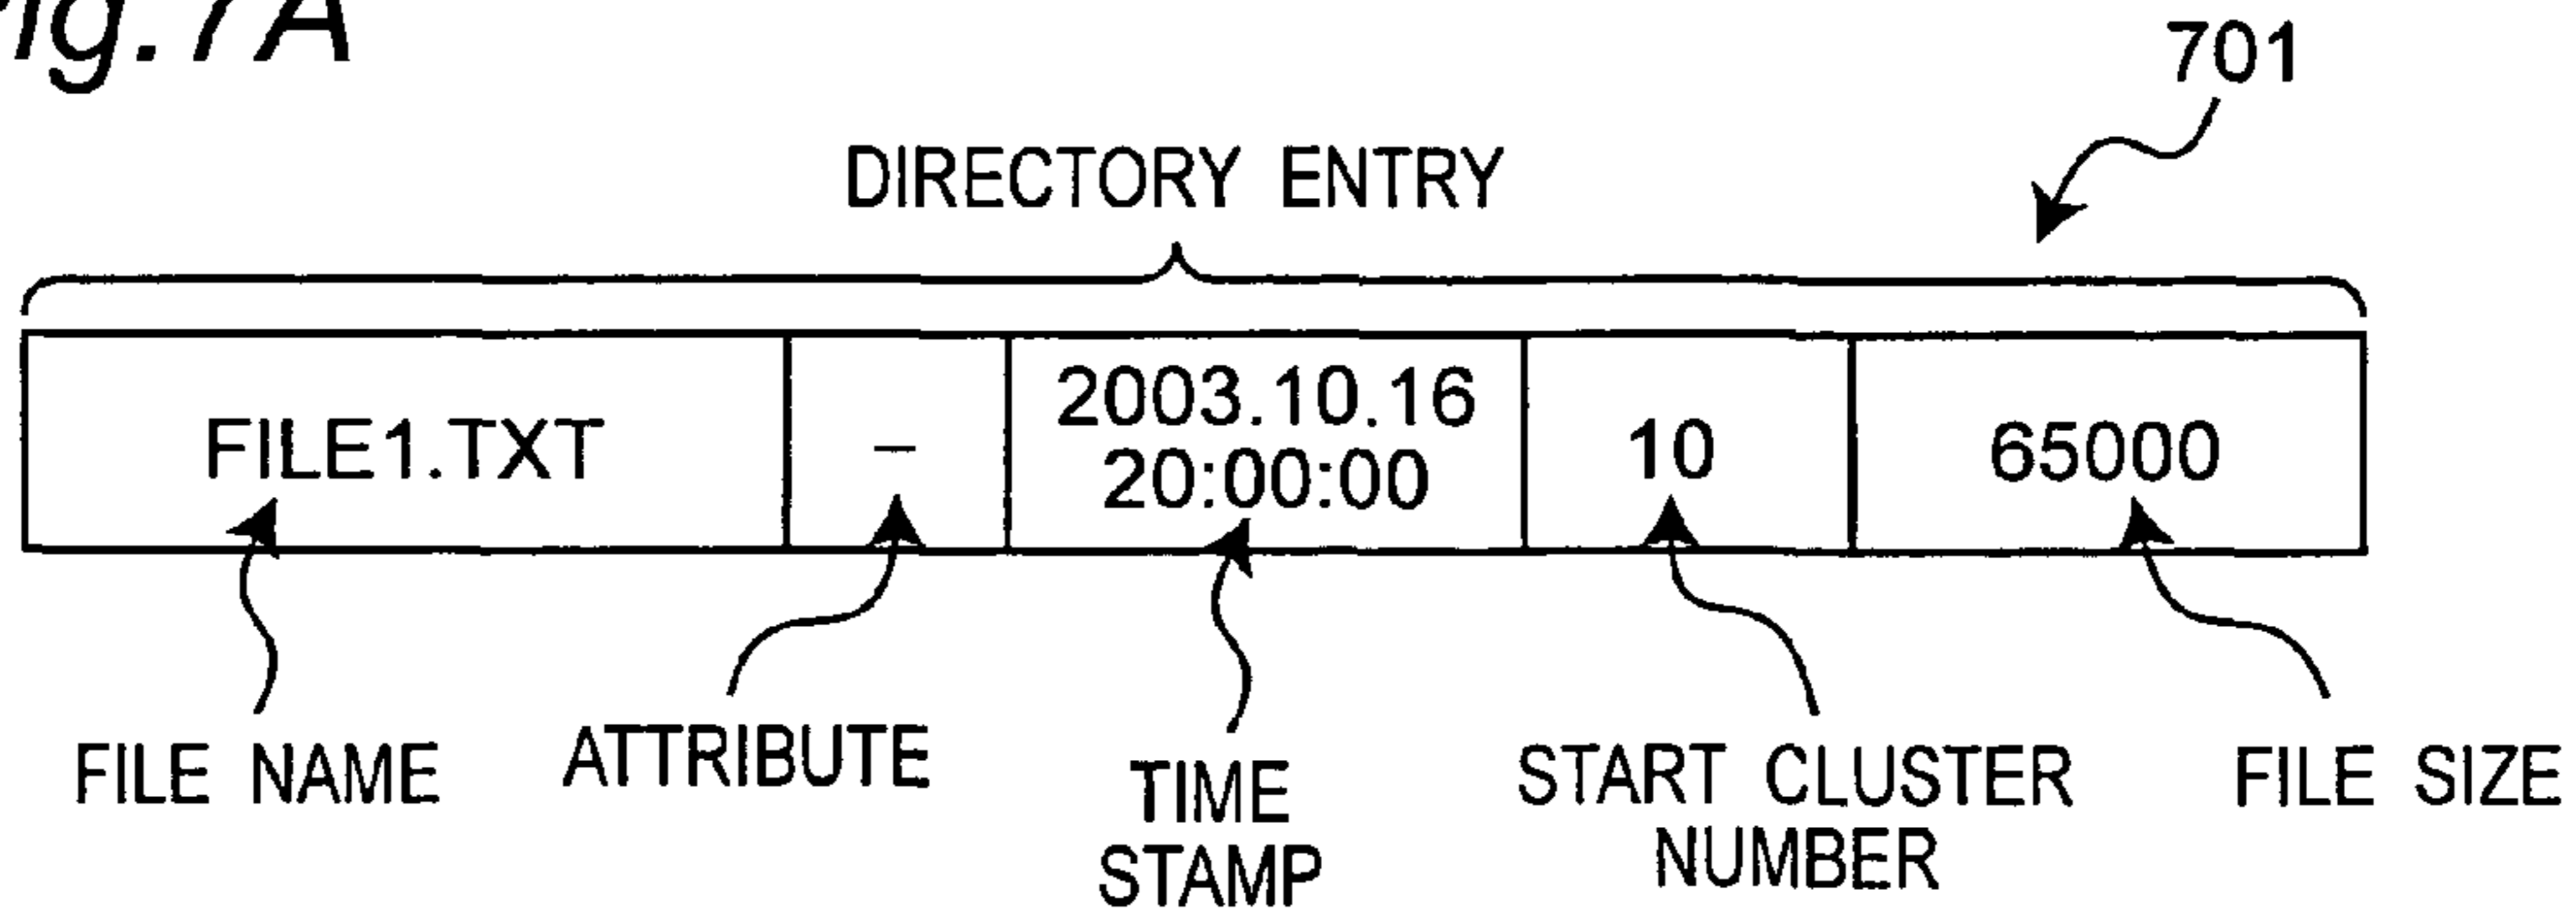 Fig.7A
701
DIRECTORY ENTRY
FILE1.TXT
–
2003.10.16
20:00:00
10
65000
FILE NAME
ATTRIBUTE
TIME
STAMP
START CLUSTER
NUMBER
FILE SIZE